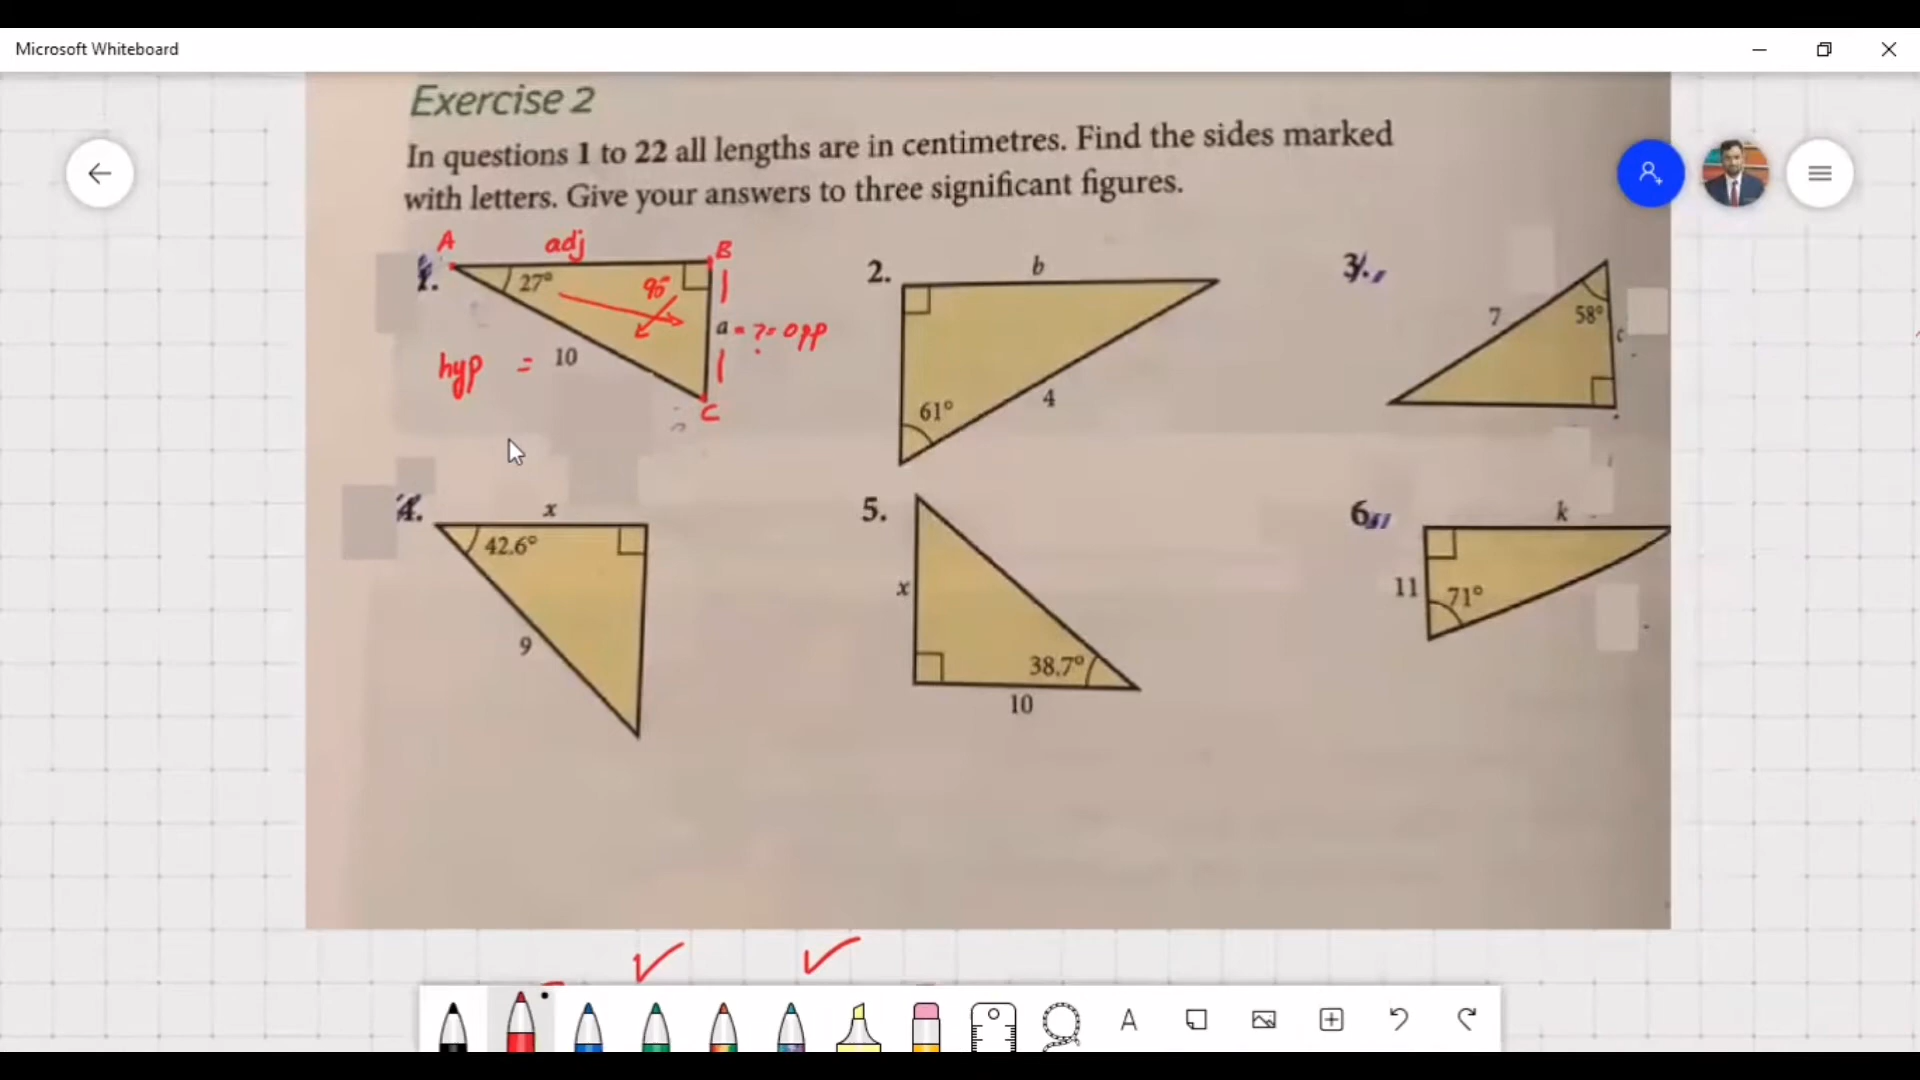 Microsoft Whiteboard
Exercise 2
In questions 1 to 22 all lengths are in centimetres. Find the sides marked
with letters. Give your answers to three significant figures.
1.
A
adj
B
27°
90°
a = ? = opp
hyp = 10
C
2.
b
61°
4
3.
7
58°
c
4.
x
42.6°
9
5.
x
38.7°
10
6.
k
11
71°
A